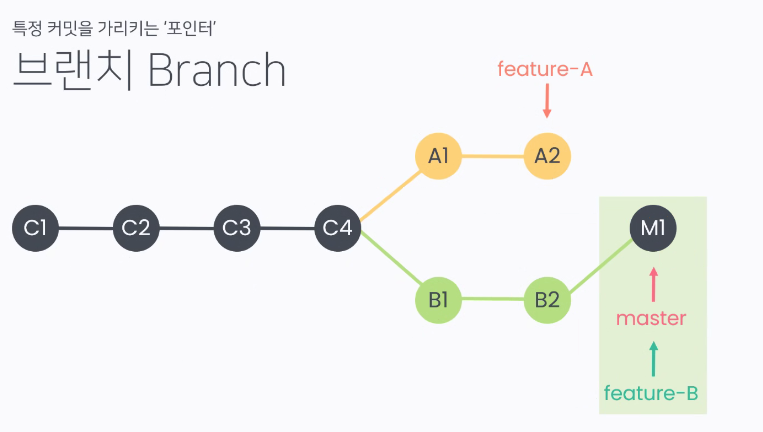 특정 커밋을 가리키는 ‘포인터’
브랜치 Branch
feature-A
A1 A2
C1 C2 C3 C4 M1
B1 B2
master
feature-B